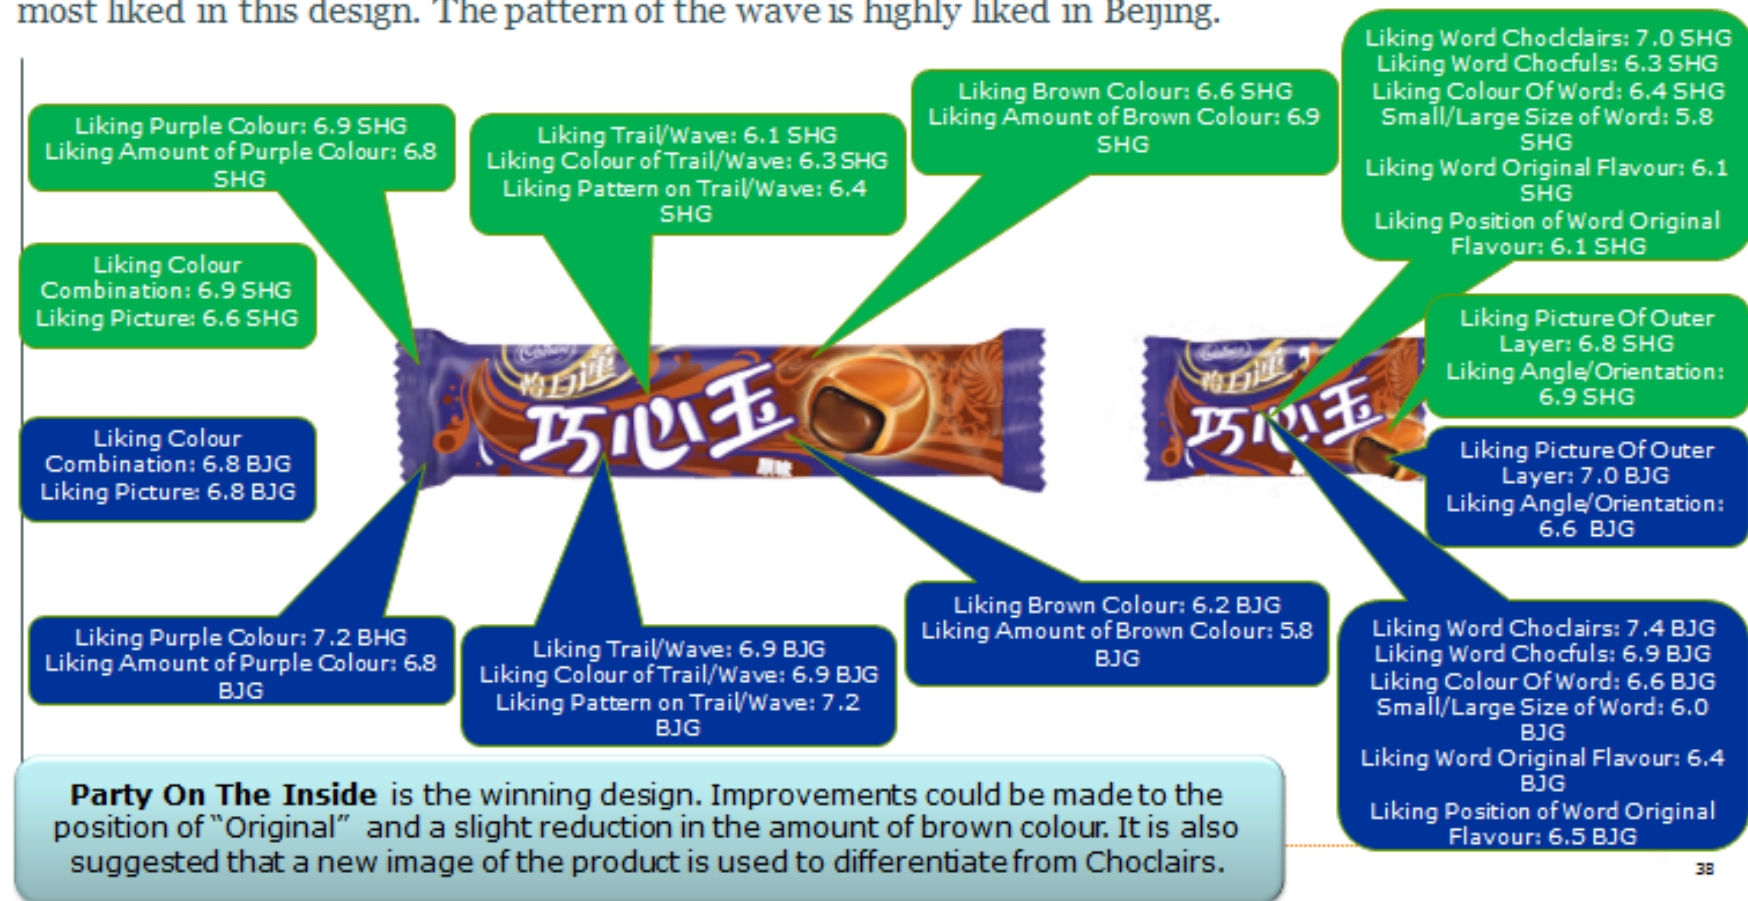 most liked in this design. The pattern of the wave is highly liked in Beijing.
Liking Purple Colour: 6.9 SHG
Liking Amount of Purple Colour: 6.8
SHG
Liking Trail/Wave: 6.1 SHG
Liking Colour of Trail/Wave: 6.3 SHG
Liking Pattern on Trail/Wave: 6.4
SHG
Liking Brown Colour: 6.6 SHG
Liking Amount of Brown Colour: 6.9
SHG
Liking Word Choclclairs: 7.0 SHG
Liking Word Chocfuls: 6.3 SHG
Liking Colour Of Word: 6.4 SHG
Small/Large Size of Word: 5.8
SHG
Liking Word Original Flavour: 6.1
SHG
Liking Position of Word Original
Flavour: 6.1 SHG
Liking Colour
Combination: 6.9 SHG
Liking Picture: 6.6 SHG
Liking Picture Of Outer
Layer: 6.8 SHG
Liking Angle/Orientation:
6.9 SHG
Cadbury
怡口莲
巧心玉
原味
Cadbury
怡口莲
巧心玉
Liking Colour
Combination: 6.8 BJG
Liking Picture: 6.8 BJG
Liking Picture Of Outer
Layer: 7.0 BJG
Liking Angle/Orientation:
6.6 BJG
Liking Purple Colour: 7.2 BHG
Liking Amount of Purple Colour: 6.8
BJG
Liking Trail/Wave: 6.9 BJG
Liking Colour of Trail/Wave: 6.9 BJG
Liking Pattern on Trail/Wave: 7.2
BJG
Liking Brown Colour: 6.2 BJG
Liking Amount of Brown Colour: 5.8
BJG
Liking Word Choclairs: 7.4 BJG
Liking Word Chocfuls: 6.9 BJG
Liking Colour Of Word: 6.6 BJG
Small/Large Size of Word: 6.0
BJG
Liking Word Original Flavour: 6.4
BJG
Liking Position of Word Original
Flavour: 6.5 BJG
Party On The Inside is the winning design. Improvements could be made to the
position of "Original" and a slight reduction in the amount of brown colour. It is also
suggested that a new image of the product is used to differentiate from Choclairs.
38